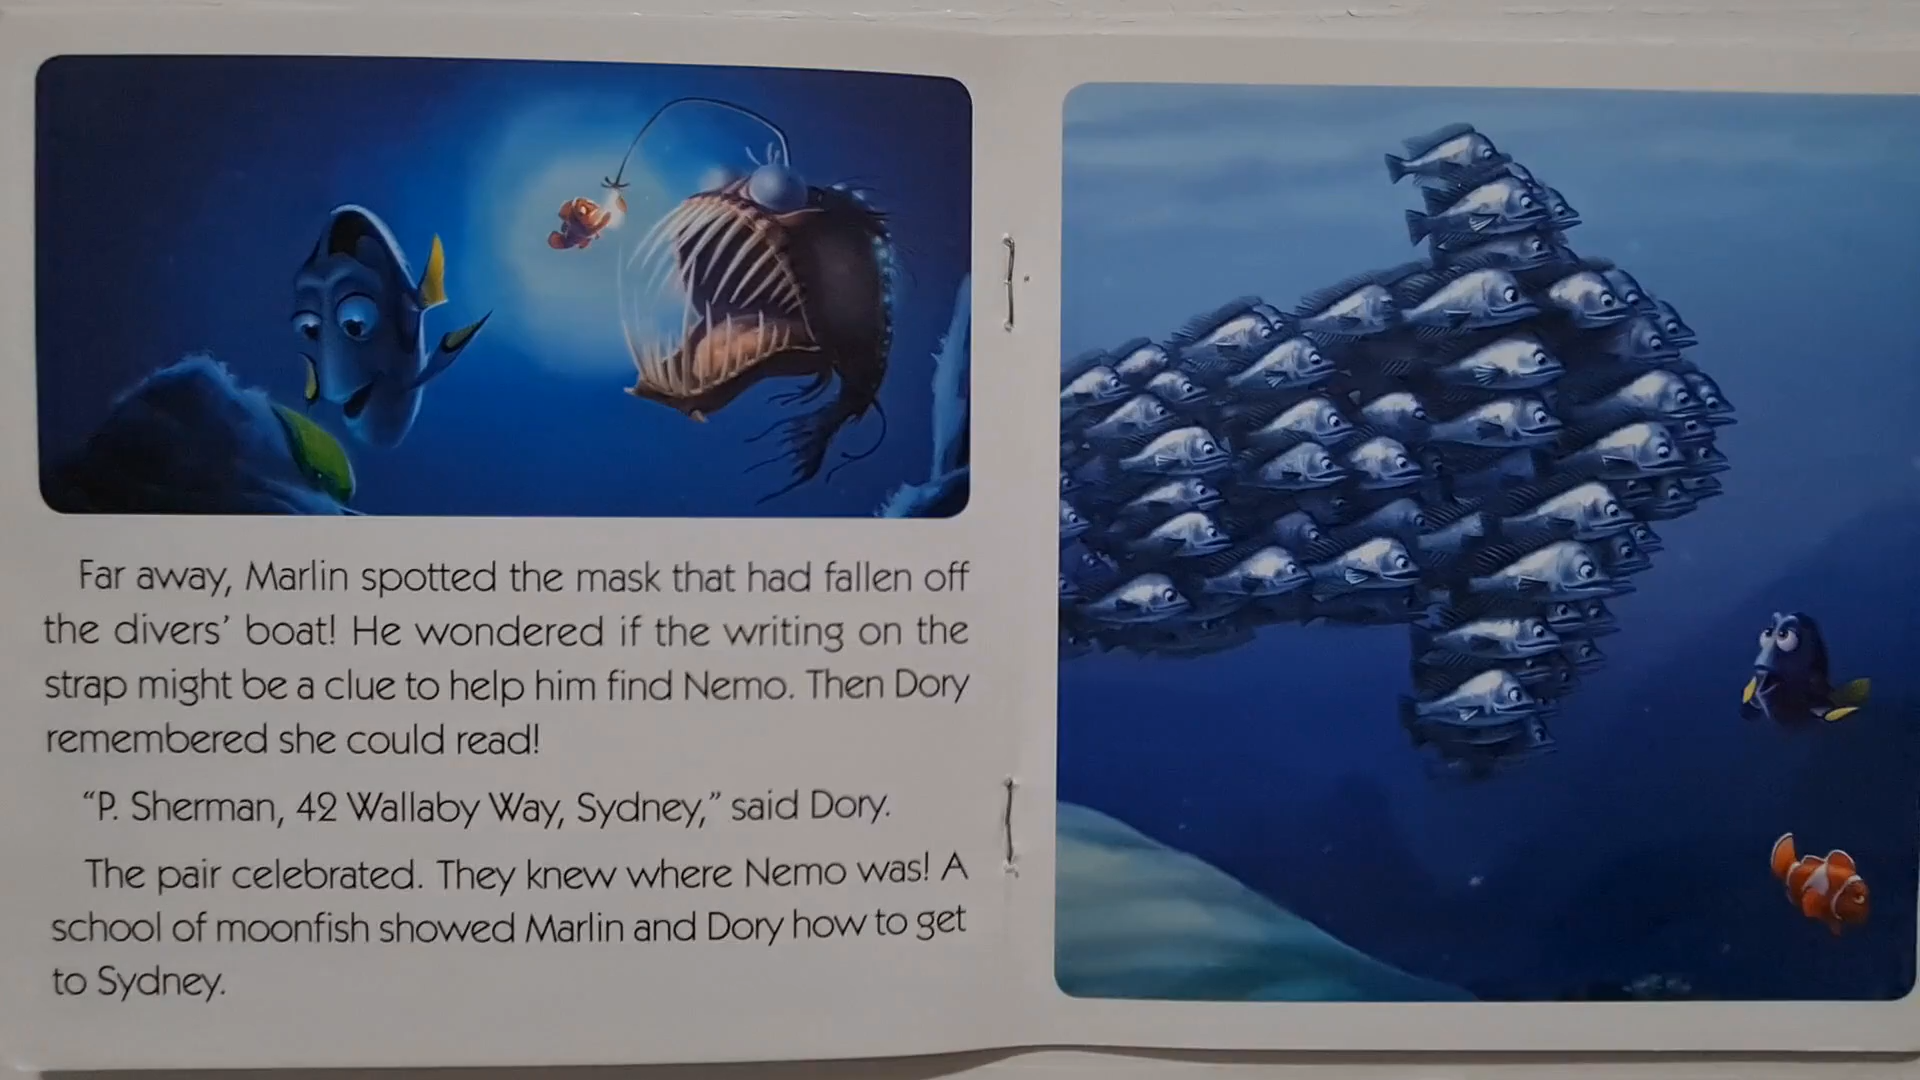 Far away, Marlin spotted the mask that had fallen off
the divers’ boat! He wondered if the writing on the
strap might be a clue to help him find Nemo. Then Dory
remembered she could read!
“P. Sherman, 42 Wallaby Way, Sydney,” said Dory.
The pair celebrated. They knew where Nemo was! A
school of moonfish showed Marlin and Dory how to get
to Sydney.